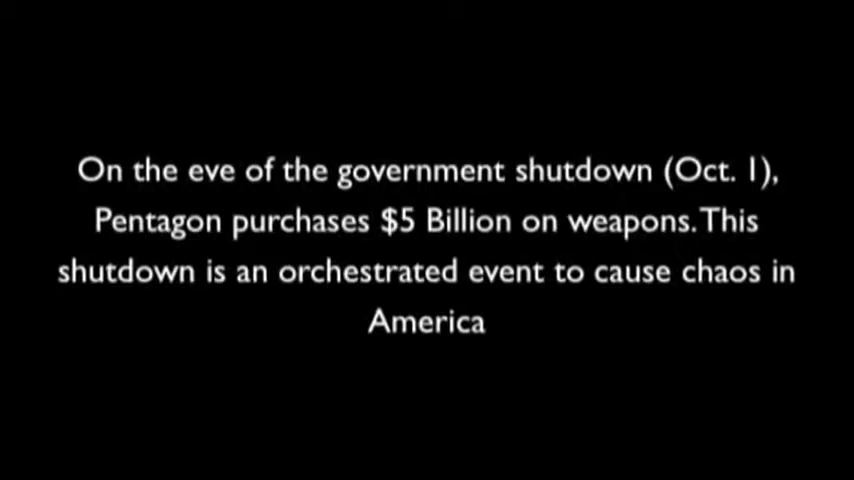 On the eve of the government shutdown (Oct. 1),
Pentagon purchases $5 Billion on weapons. This
shutdown is an orchestrated event to cause chaos in
America